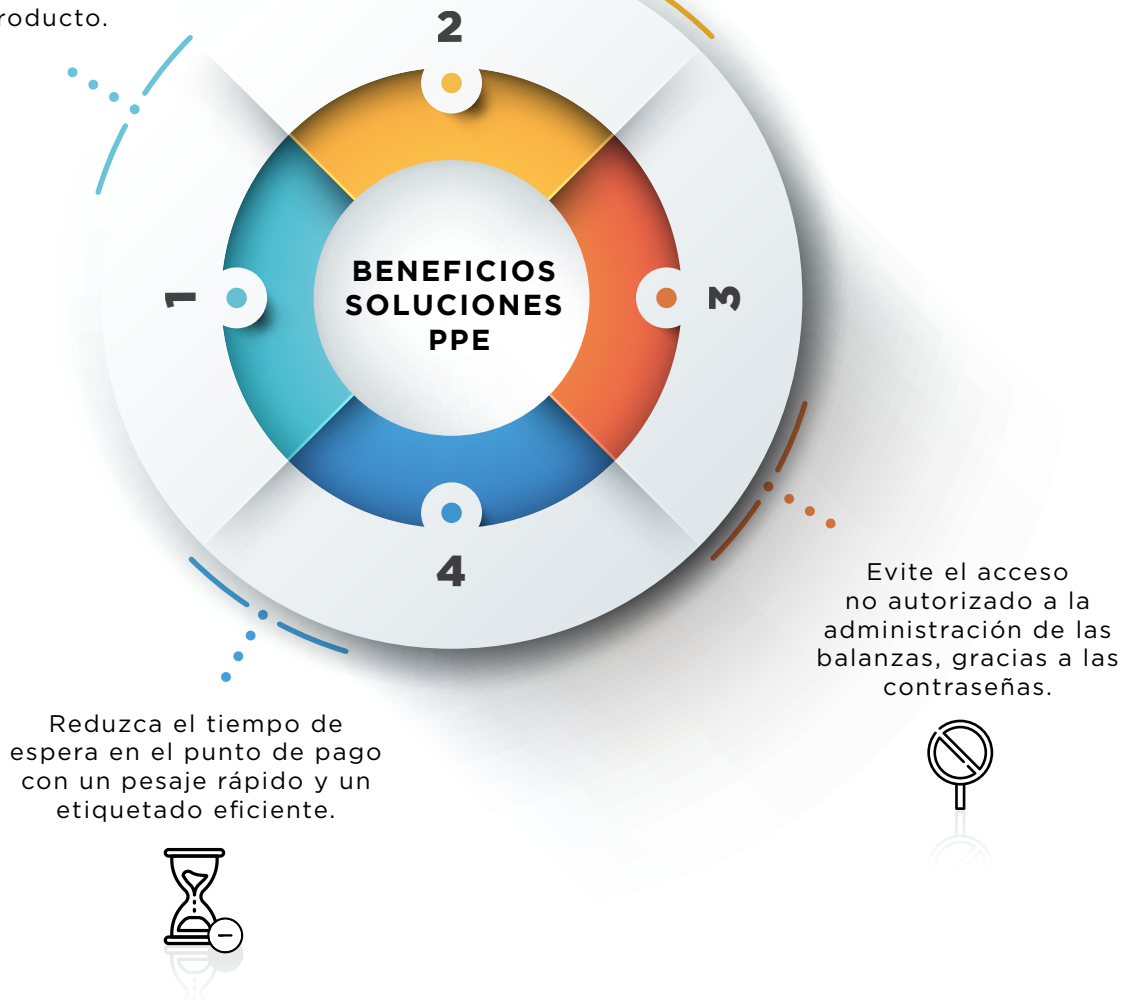 2
1
BENEFICIOS
SOLUCIONES
PPE
3
4
Evite el acceso
no autorizado a la
administración de las
balanzas, gracias a las
contraseñas.
Reduzca el tiempo de
espera en el punto de pago
con un pesaje rápido y un
etiquetado eficiente.